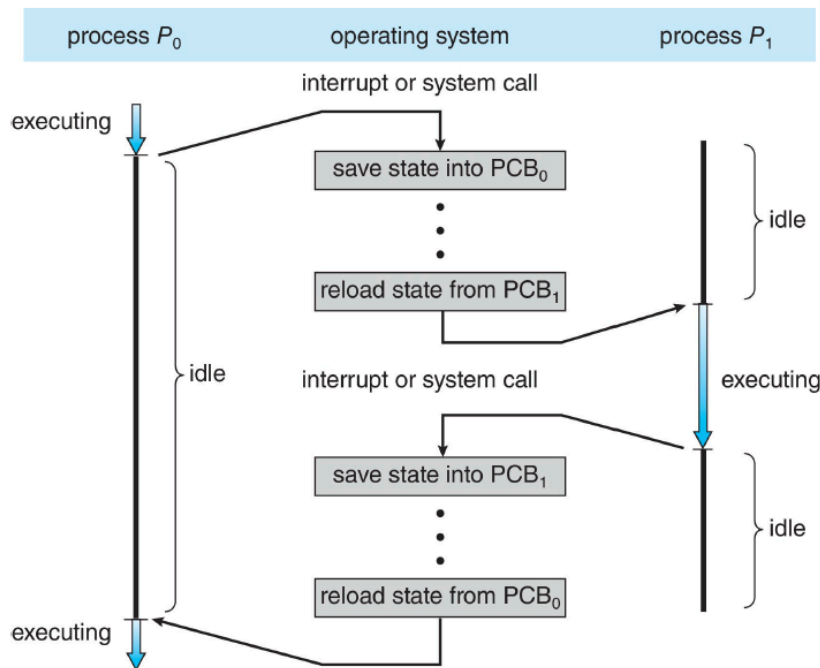 process P₀ operating system process P₁
interrupt or system call
executing
save state into PCB₀
idle
reload state from PCB₁
idle
interrupt or system call
executing
save state into PCB₁
idle
reload state from PCB₀
executing